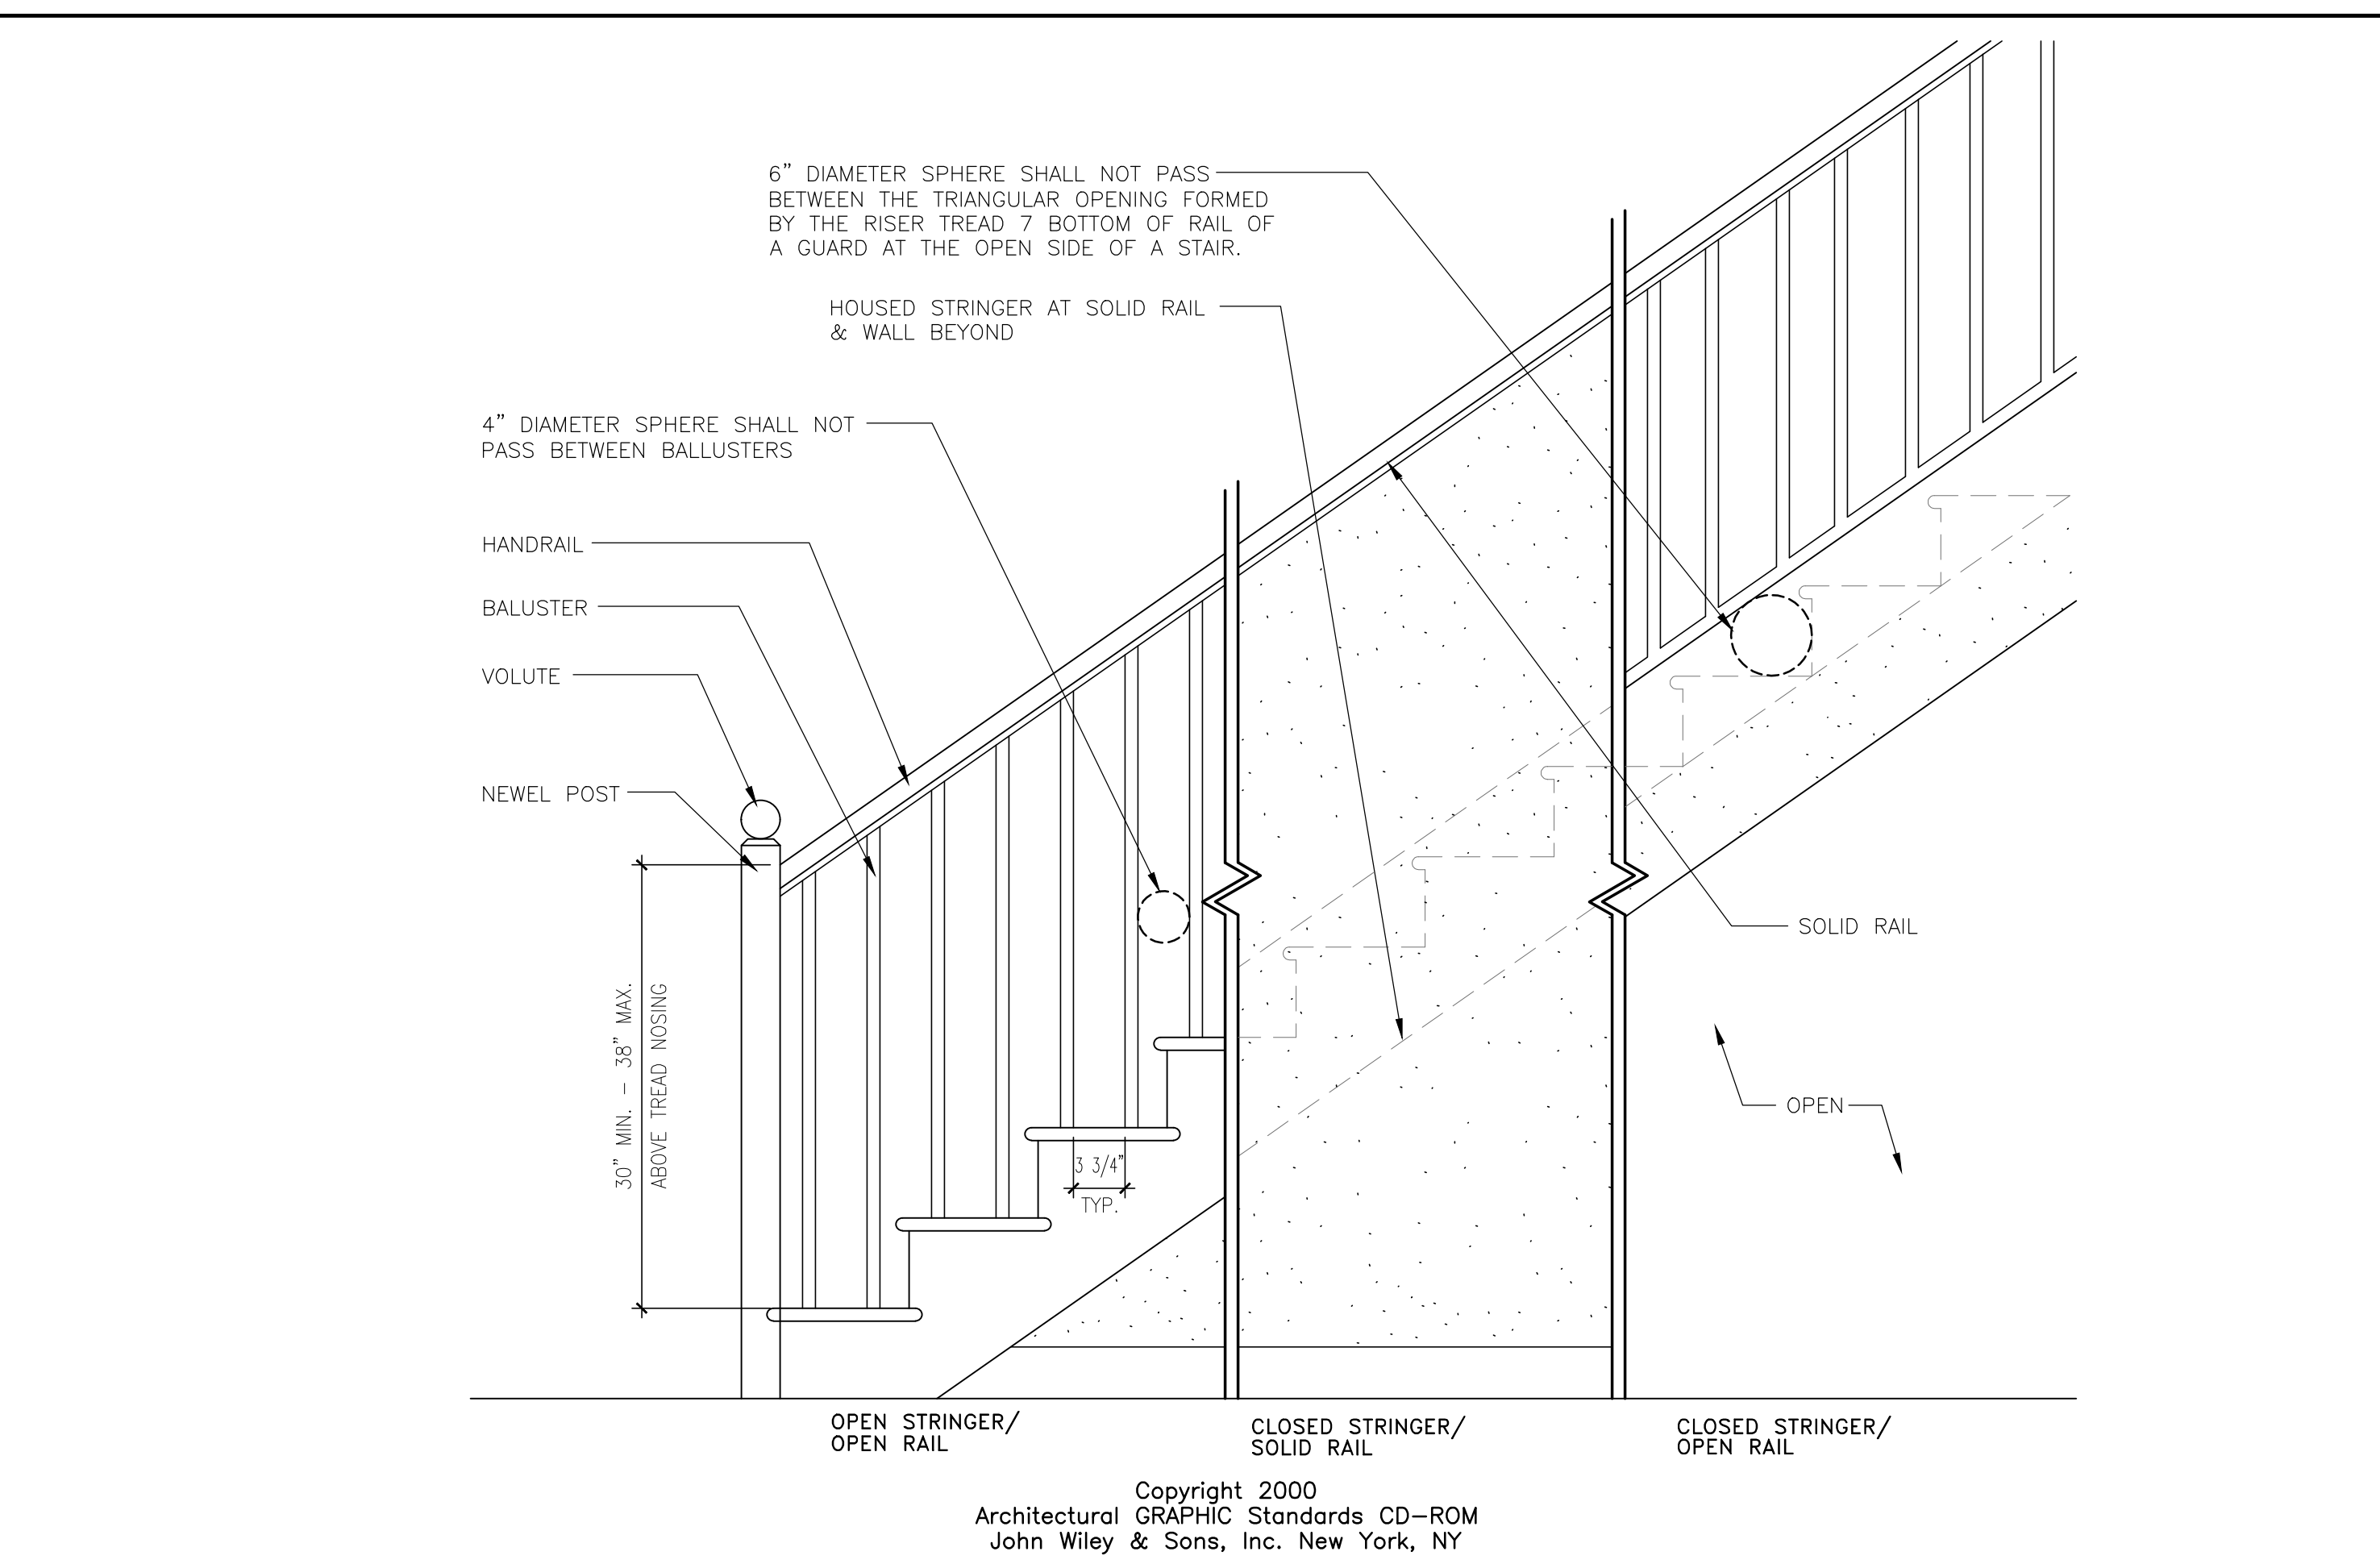 6” DIAMETER SPHERE SHALL NOT PASS
BETWEEN THE TRIANGULAR OPENING FORMED
BY THE RISER TREAD 7 BOTTOM OF RAIL OF
A GUARD AT THE OPEN SIDE OF A STAIR.
HOUSED STRINGER AT SOLID RAIL
& WALL BEYOND
4” DIAMETER SPHERE SHALL NOT
PASS BETWEEN BALLUSTERS
HANDRAIL
BALUSTER
VOLUTE
NEWEL POST
30” MIN. – 38” MAX.
ABOVE TREAD NOSING
3 3/4”
TYP.
SOLID RAIL
OPEN
OPEN STRINGER/
OPEN RAIL
CLOSED STRINGER/
SOLID RAIL
CLOSED STRINGER/
OPEN RAIL
Copyright 2000
Architectural GRAPHIC Standards CD–ROM
John Wiley & Sons, Inc. New York, NY